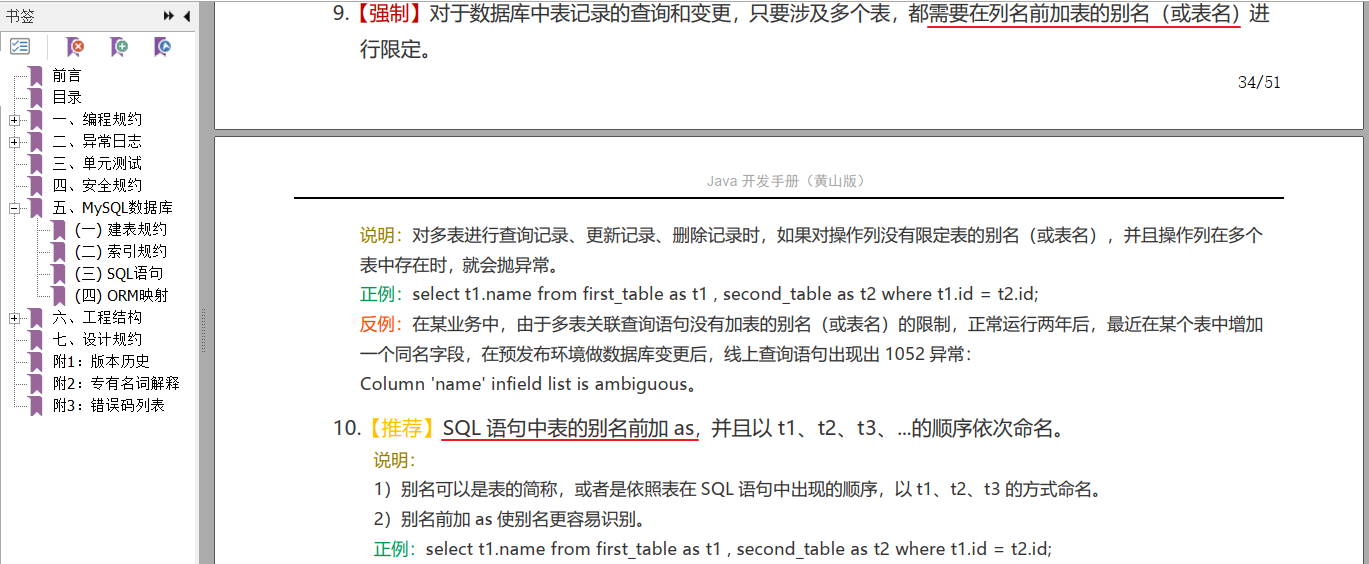 书签
前言
目录
一、编程规约
二、异常日志
三、单元测试
四、安全规约
五、MySQL数据库
(一) 建表规约
(二) 索引规约
(三) SQL语句
(四) ORM映射
六、工程结构
七、设计规约
附1：版本历史
附2：专有名词解释
附3：错误码列表
9.【强制】对于数据库中表记录的查询和变更，只要涉及多个表，都需要在列名前加表的别名（或表名）进
行限定。
34/51
Java 开发手册（黄山版）
说明：对多表进行查询记录、更新记录、删除记录时，如果对操作列没有限定表的别名（或表名），并且操作列在多个
表中存在时，就会抛异常。
正例：select t1.name from first_table as t1 , second_table as t2 where t1.id = t2.id;
反例：在某业务中，由于多表关联查询语句没有加表的别名（或表名）的限制，正常运行两年后，最近在某个表中增加
一个同名字段，在预发布环境做数据库变更后，线上查询语句出现出 1052 异常：
Column 'name' infield list is ambiguous。
10.【推荐】SQL 语句中表的别名前加 as，并且以 t1、t2、t3、...的顺序依次命名。
说明：
1）别名可以是表的简称，或者是依照表在 SQL 语句中出现的顺序，以 t1、t2、t3 的方式命名。
2）别名前加 as 使别名更容易识别。
正例：select t1.name from first_table as t1 , second_table as t2 where t1.id = t2.id;